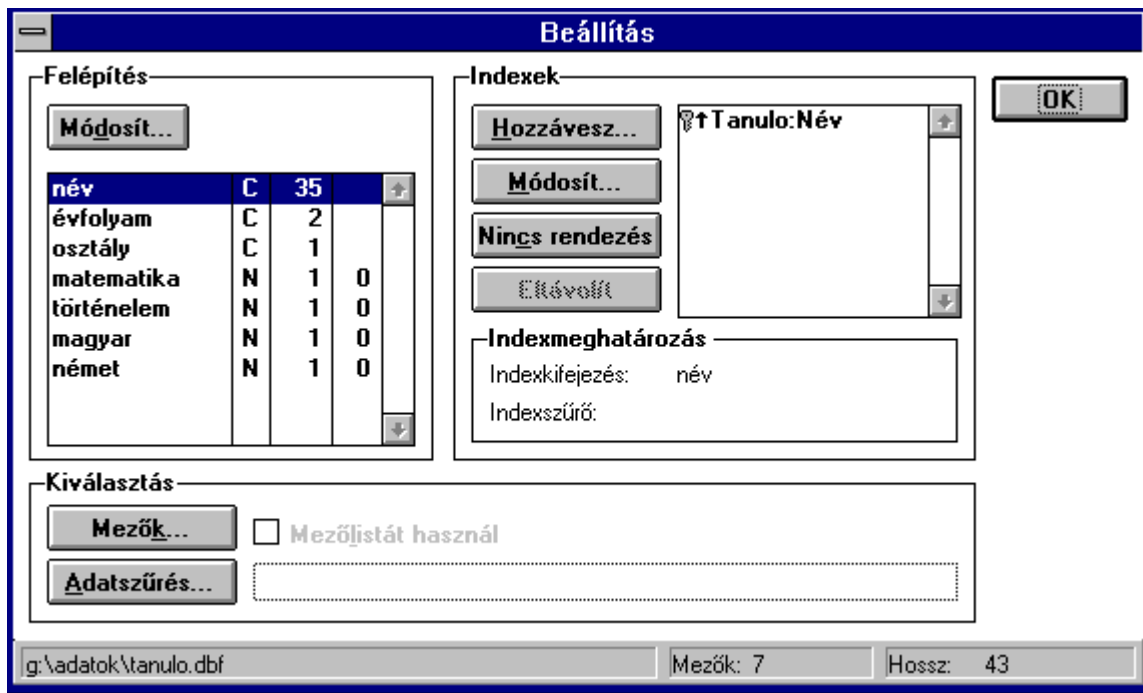 Beállítás
Felépítés
Módosít...
név C 35
évfolyam C 2
osztály C 1
matematika N 1 0
történelem N 1 0
magyar N 1 0
német N 1 0
Indexek
Hozzávesz...
Módosít...
Nincs rendezés
Eltávolít
↑Tanulo:Név
Indexmeghatározás
Indexkifejezés: név
Indexszűrő:
OK
Kiválasztás
Mezők...
Mezőlistát használ
Adatszűrés...
g:\adatok\tanulo.dbf Mezők: 7 Hossz: 43